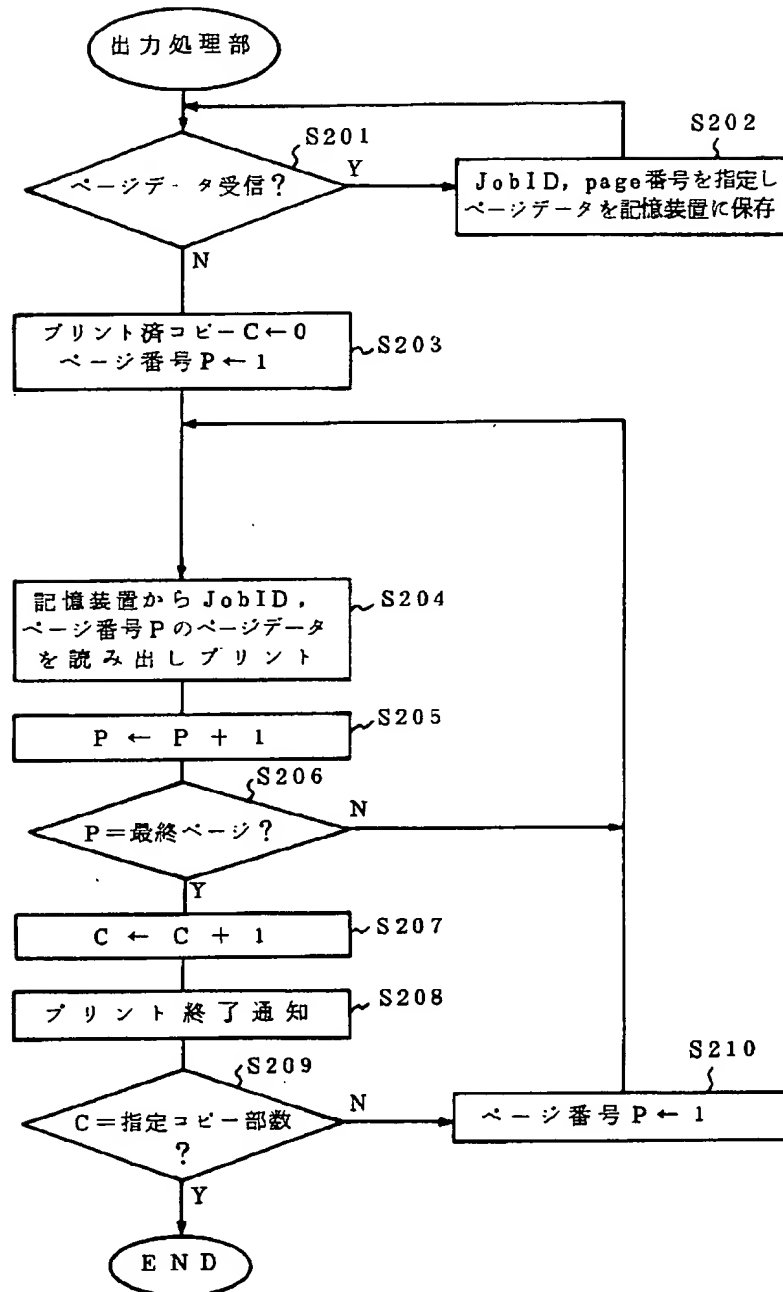 出力処理部
S201
ページデータ受信?
Y
N
S202
JobID, page番号を指定し
ページデータを記憶装置に保存
プリント済コピーC←0
ページ番号P←1
S203
記憶装置からJobID,
ページ番号Pのページデータ
を読み出しプリント
S204
P ← P + 1
S205
S206
P=最終ページ?
N
Y
C ← C + 1
S207
プリント終了通知
S208
S209
C=指定コピー部数
?
N
Y
S210
ページ番号P←1
END